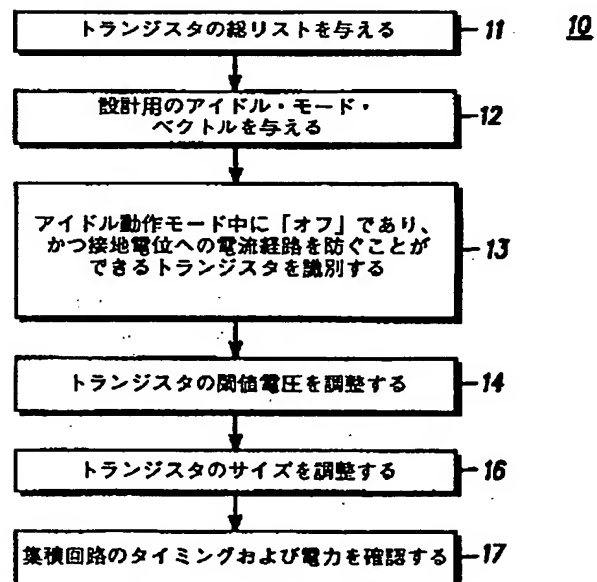 トランジスタの総リストを与える
11
10
設計用のアイドル・モード・
ベクトルを与える
12
アイドル動作モード中に「オフ」であり、
かつ接地電位への電流経路を防ぐことが
できるトランジスタを識別する
13
トランジスタの閾値電圧を調整する
14
トランジスタのサイズを調整する
16
集積回路のタイミングおよび電力を確認する
17